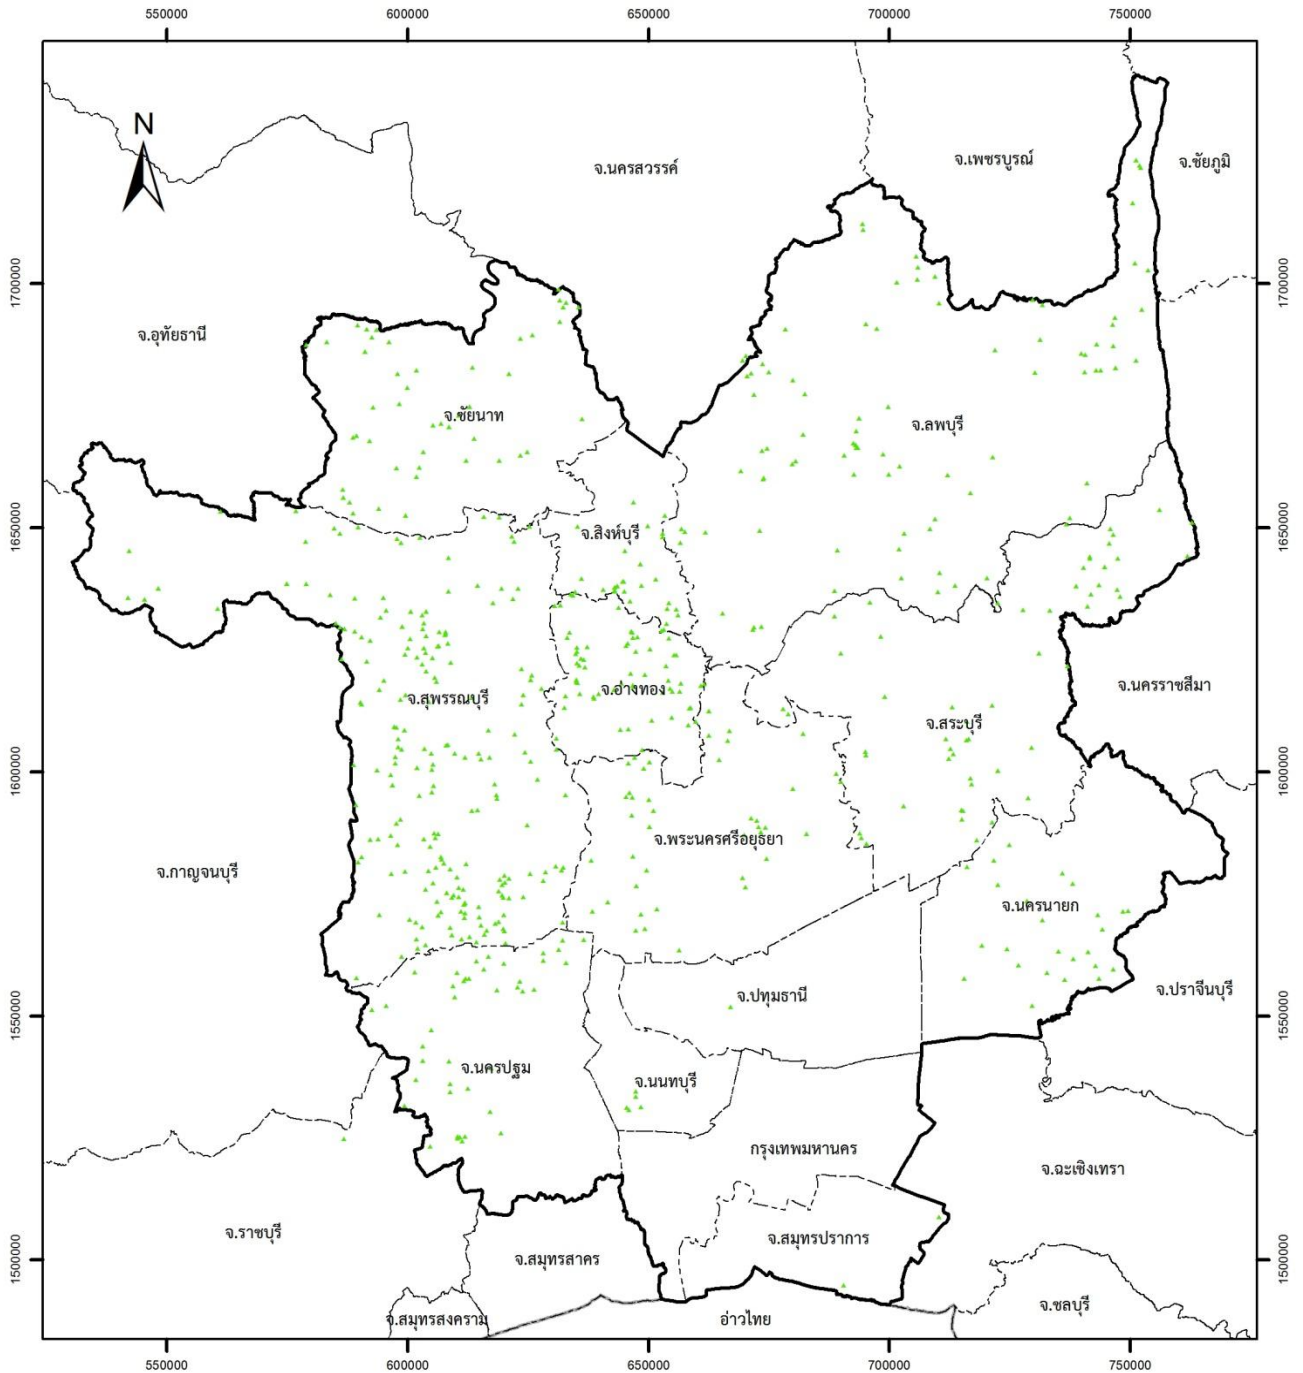 550000 600000 650000 700000 750000
N
จ.นครสวรรค์
จ.เพชรบูรณ์
จ.ชัยภูมิ
1700000 1700000
จ.อุทัยธานี
จ.ชัยนาท
จ.ลพบุรี
1650000 1650000
จ.สิงห์บุรี
จ.สุพรรณบุรี
จ.อ่างทอง
จ.นครราชสีมา
จ.สระบุรี
1600000 1600000
จ.พระนครศรีอยุธยา
จ.กาญจนบุรี
จ.นครนายก
จ.ปทุมธานี
จ.ปราจีนบุรี
1550000 1550000
จ.นครปฐม
จ.นนทบุรี
กรุงเทพมหานคร
จ.ฉะเชิงเทรา
จ.ราชบุรี
จ.สมุทรปราการ
จ.สมุทรสาคร
1500000 1500000
จ.ชลบุรี
จ.สมุทรสงคราม
อ่าวไทย
550000 600000 650000 700000 750000